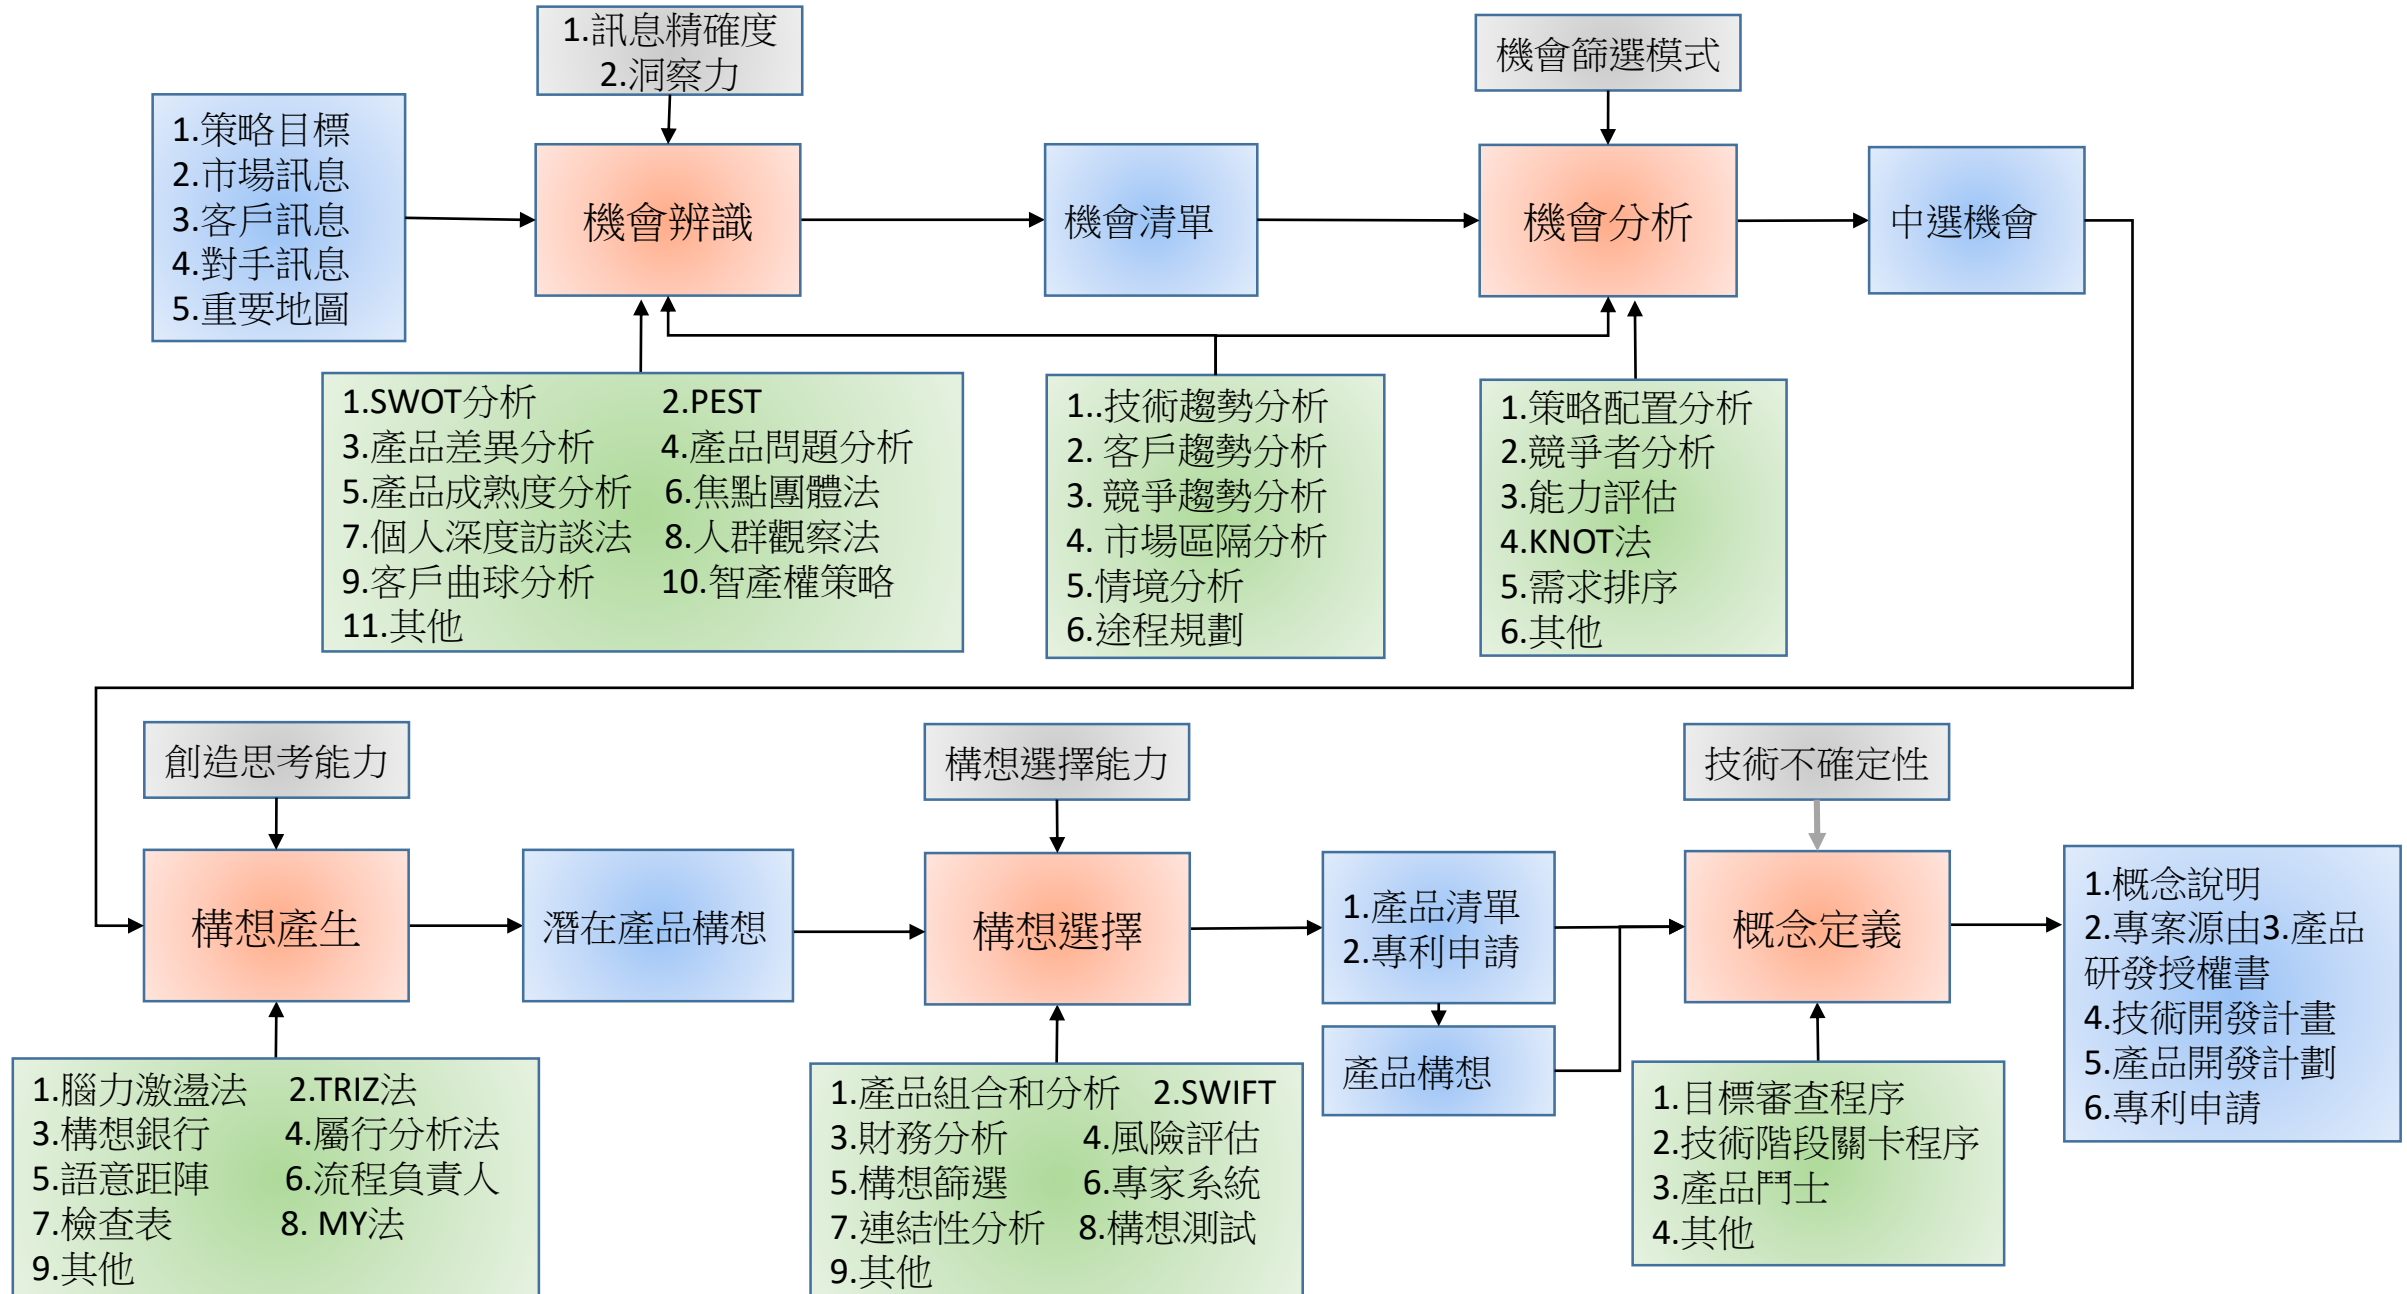 1.訊息精確度
2.洞察力
機會篩選模式
1.策略目標
2.市場訊息
3.客戶訊息
4.對手訊息
5.重要地圖
機會辨識
機會清單
機會分析
中選機會
1.SWOT分析 2.PEST
3.產品差異分析 4.產品問題分析
5.產品成熟度分析 6.焦點團體法
7.個人深度訪談法 8.人群觀察法
9.客戶曲球分析 10.智產權策略
11.其他
1..技術趨勢分析
2. 客戶趨勢分析
3. 競爭趨勢分析
4. 市場區隔分析
5.情境分析
6.途程規劃
1.策略配置分析
2.競爭者分析
3.能力評估
4.KNOT法
5.需求排序
6.其他
創造思考能力
構想選擇能力
技術不確定性
構想產生
潛在產品構想
構想選擇
1.產品清單
2.專利申請
產品構想
概念定義
1.概念說明
2.專案源由3.產品
研發授權書
4.技術開發計畫
5.產品開發計劃
6.專利申請
1.腦力激盪法 2.TRIZ法
3.構想銀行 4.屬行分析法
5.語意距陣 6.流程負責人
7.檢查表 8. MY法
9.其他
1.產品組合和分析 2.SWIFT
3.財務分析 4.風險評估
5.構想篩選 6.專家系統
7.連結性分析 8.構想測試
9.其他
1.目標審查程序
2.技術階段關卡程序
3.產品鬥士
4.其他